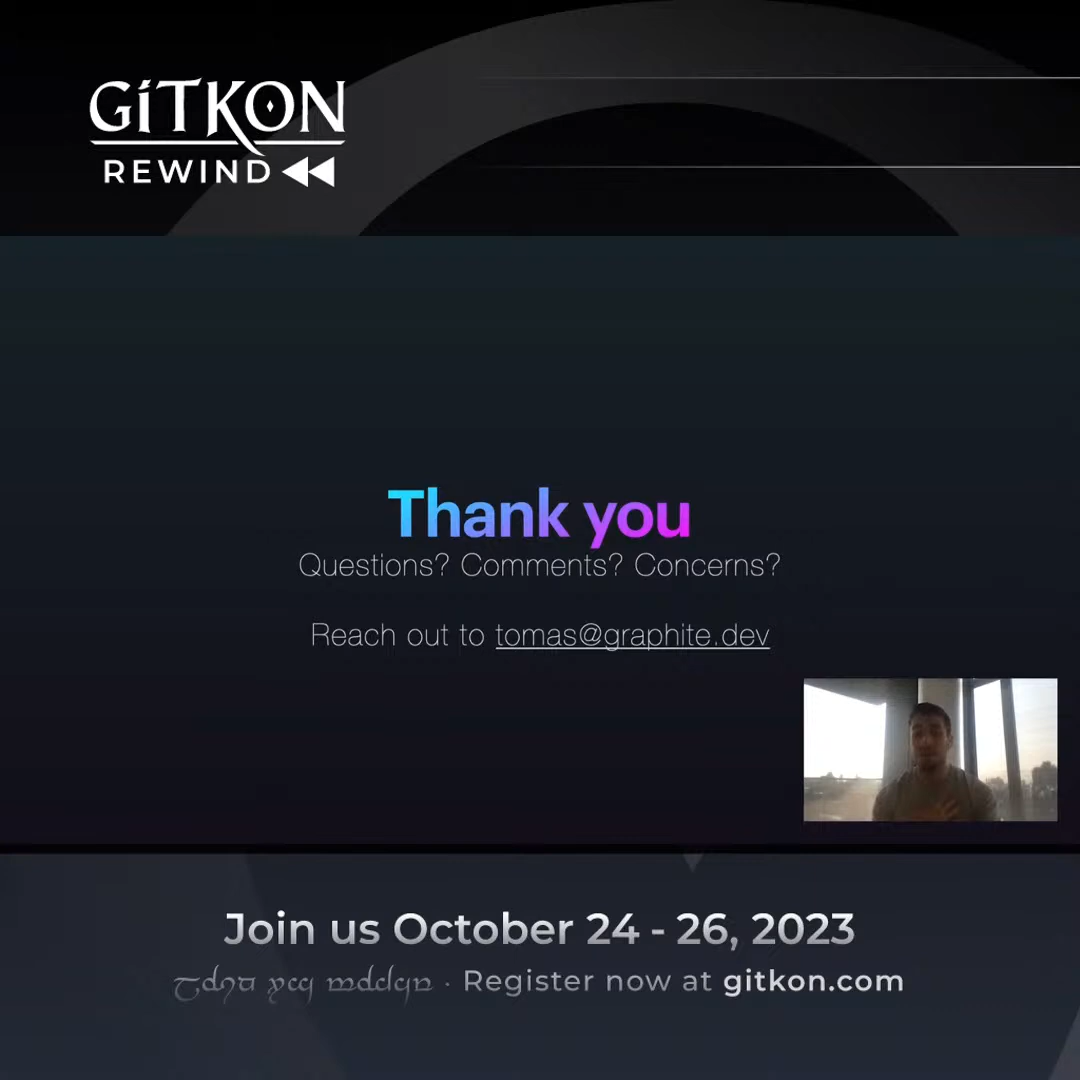 GiTKON
REWIND
Thank you
Questions? Comments? Concerns?
Reach out to tomas@graphite.dev
Join us October 24 - 26, 2023
· Register now at gitkon.com